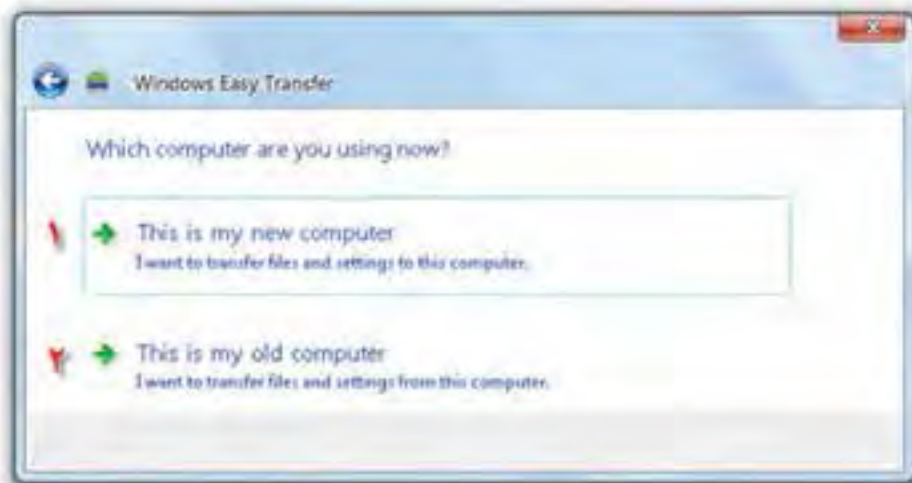 Windows Easy Transfer
Which computer are you using now?
۱ This is my new computer
I want to transfer files and settings to this computer.
۲ This is my old computer
I want to transfer files and settings from this computer.